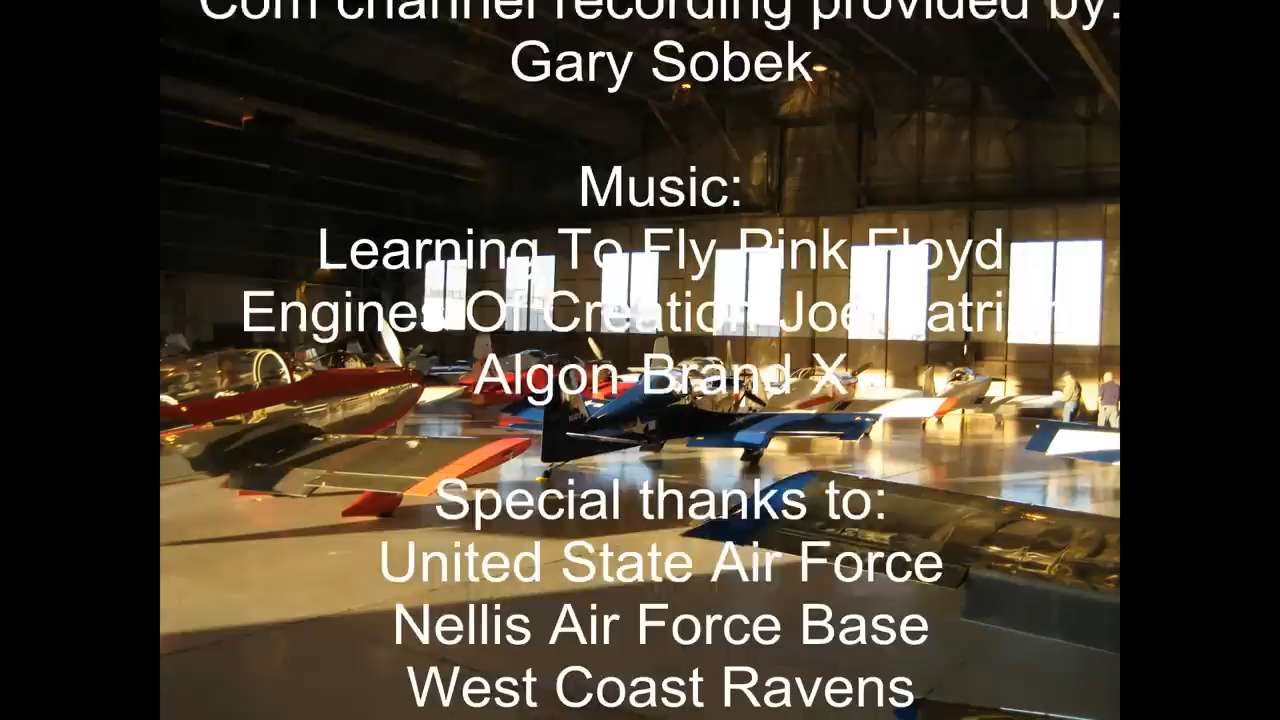 Com channel recording provided by:
Gary Sobek
Music:
Learning To Fly Pink Floyd
Engines Of Creation Joe Satriani
Algon Brand X
Special thanks to:
United State Air Force
Nellis Air Force Base
West Coast Ravens